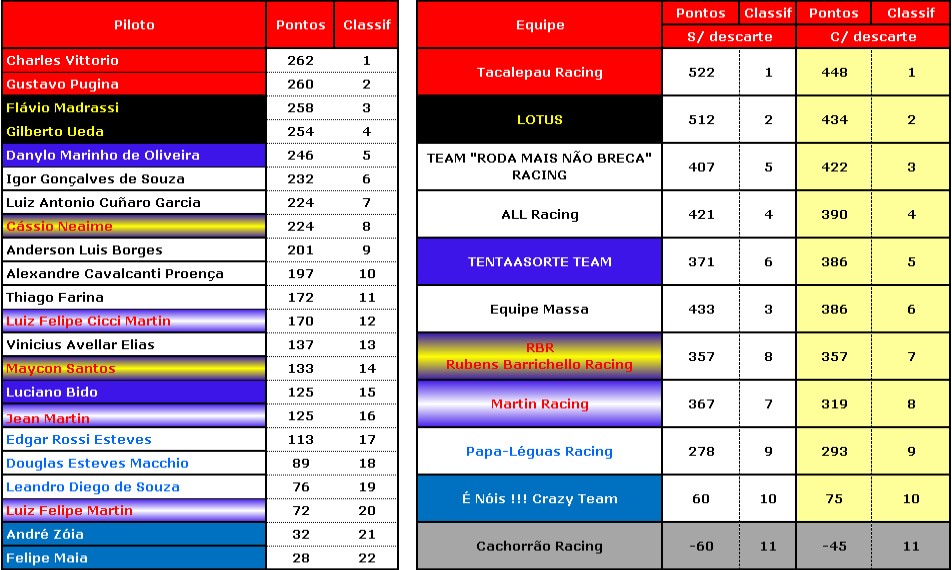 Piloto Pontos Classif
Charles Vittorio 262 1
Gustavo Pugina 260 2
Flávio Madrassi 258 3
Gilberto Ueda 254 4
Danylo Marinho de Oliveira 246 5
Igor Gonçalves de Souza 232 6
Luiz Antonio Cuñaro Garcia 224 7
Cássio Neaime 224 8
Anderson Luis Borges 201 9
Alexandre Cavalcanti Proença 197 10
Thiago Farina 172 11
Luiz Felipe Cicci Martin 170 12
Vinicius Avellar Elias 137 13
Maycon Santos 133 14
Luciano Bido 125 15
Jean Martin 125 16
Edgar Rossi Esteves 113 17
Douglas Esteves Macchio 89 18
Leandro Diego de Souza 76 19
Luiz Felipe Martin 72 20
André Zóia 32 21
Felipe Maia 28 22
Equipe Pontos Classif Pontos Classif
S/ descarte C/ descarte
Tacalepau Racing 522 1 448 1
LOTUS 512 2 434 2
TEAM "RODA MAIS NÃO BRECA"
RACING 407 5 422 3
ALL Racing 421 4 390 4
TENTAASORTE TEAM 371 6 386 5
Equipe Massa 433 3 386 6
RBR
Rubens Barrichello Racing 357 8 357 7
Martin Racing 367 7 319 8
Papa-Léguas Racing 278 9 293 9
É Nóis !!! Crazy Team 60 10 75 10
Cachorrão Racing -60 11 -45 11